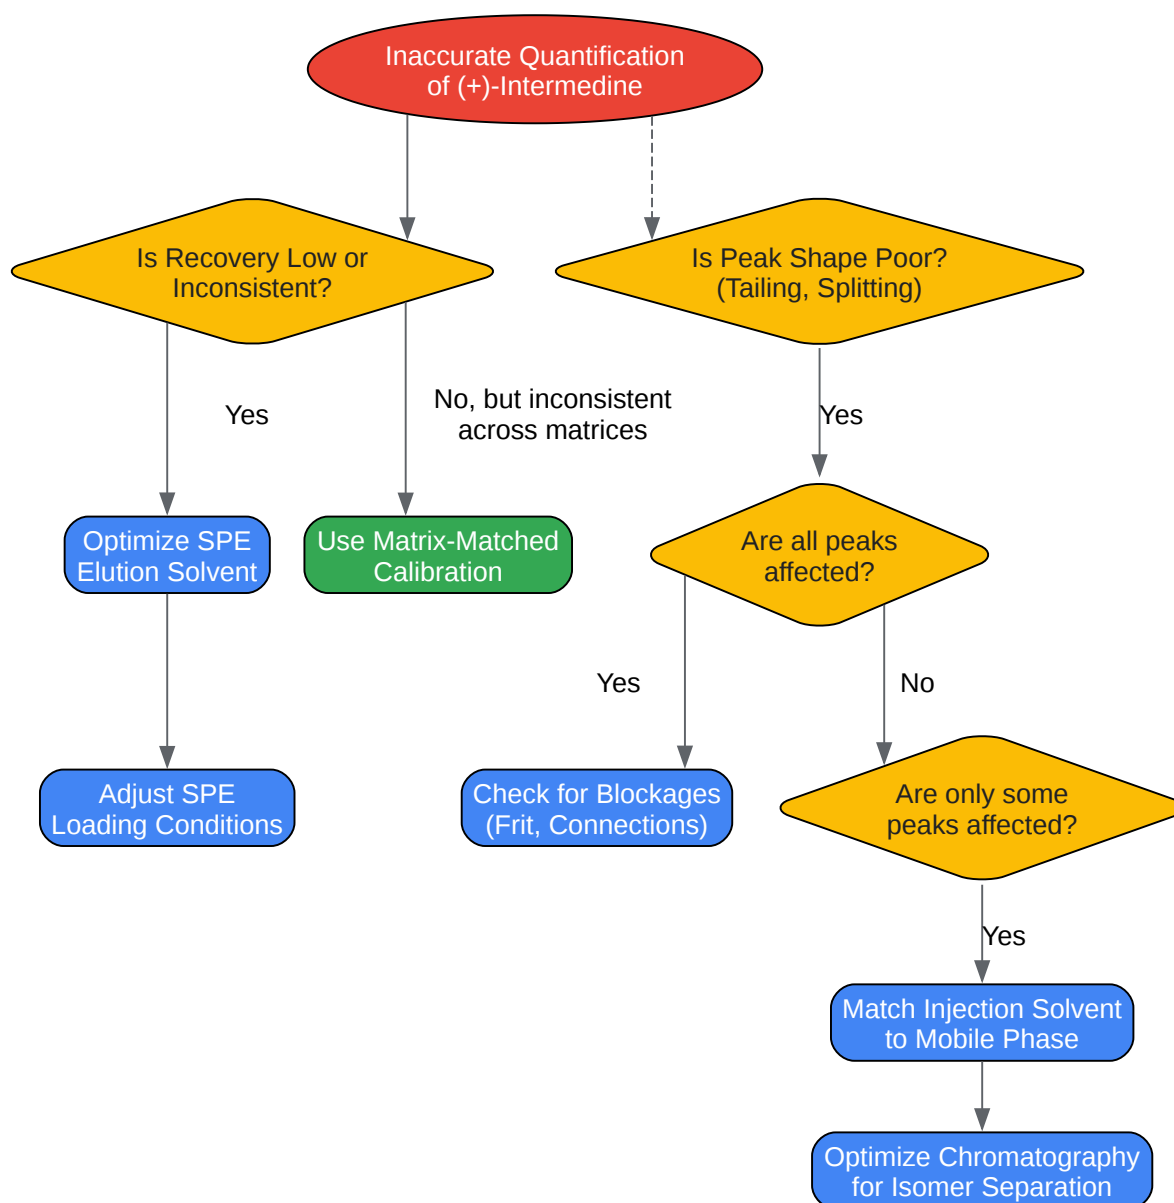 Inaccurate Quantification
of (+)-Intermedine
Is Recovery Low or
Inconsistent?
Is Peak Shape Poor?
(Tailing, Splitting)
Yes
No, but inconsistent
across matrices
Yes
Optimize SPE
Elution Solvent
Use Matrix-Matched
Calibration
Are all peaks
affected?
Yes
No
Adjust SPE
Loading Conditions
Check for Blockages
(Frit, Connections)
Are only some
peaks affected?
Yes
Match Injection Solvent
to Mobile Phase
Optimize Chromatography
for Isomer Separation